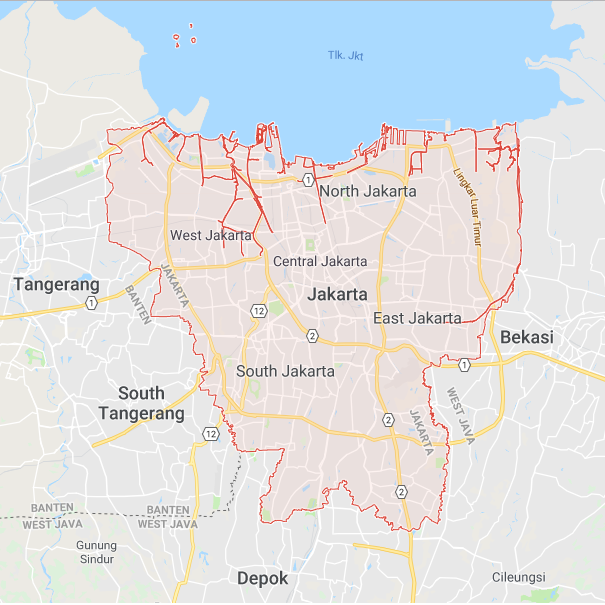 Tlk. Jkt
1
North Jakarta
Lingkar Luar Timur
West Jakarta
Central Jakarta
JAKARTA
BANTEN
Tangerang
1
Jakarta
12
East Jakarta
2
Bekasi
1
South Jakarta
South
Tangerang
WEST JAVA
JAKARTA
2
12
2
BANTEN
WEST JAVA
BANTEN
WEST JAVA
Gunung
Sindur
Depok
Cileungsi